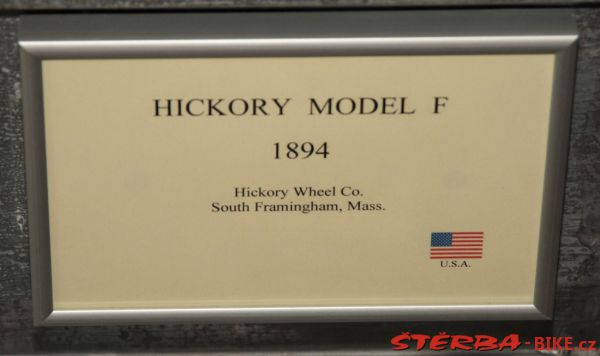 HICKORY MODEL F
1894
Hickory Wheel Co.
South Framingham, Mass.
U.S.A.
ŠTĚRBA-BIKE.cz